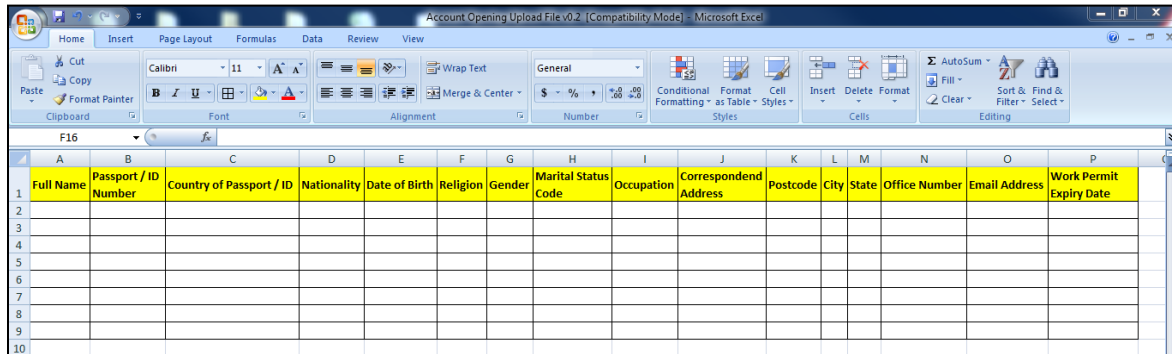 Account Opening Upload File v0.2 [Compatibility Mode] - Microsoft Excel
Home Insert Page Layout Formulas Data Review View
Cut
Copy
Format Painter
Paste
Calibri 11 A A
B I U A
Wrap Text
Merge & Center
General
$ % , .0 .00 .00 .0
Conditional Formatting
Format as Table
Cell Styles
Insert Delete Format
Σ AutoSum
Fill
Clear
Sort & Filter
Find & Select
Clipboard Font Alignment Number Styles Cells Editing
F16 fx
A B C D E F G H I J K L M N O P
1 Full Name Passport / ID Number Country of Passport / ID Nationality Date of Birth Religion Gender Marital Status Code Occupation Correspondend Address Postcode City State Office Number Email Address Work Permit Expiry Date
2
3
4
5
6
7
8
9
10